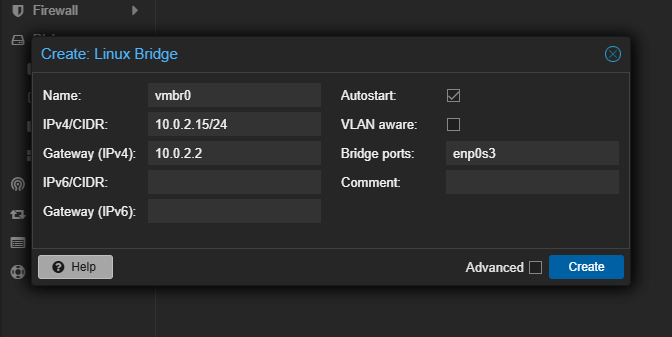 Firewall
Create: Linux Bridge
Name: vmbr0 Autostart:
IPv4/CIDR: 10.0.2.15/24 VLAN aware:
Gateway (IPv4): 10.0.2.2 Bridge ports: enp0s3
IPv6/CIDR: Comment:
Gateway (IPv6):
Help Advanced Create